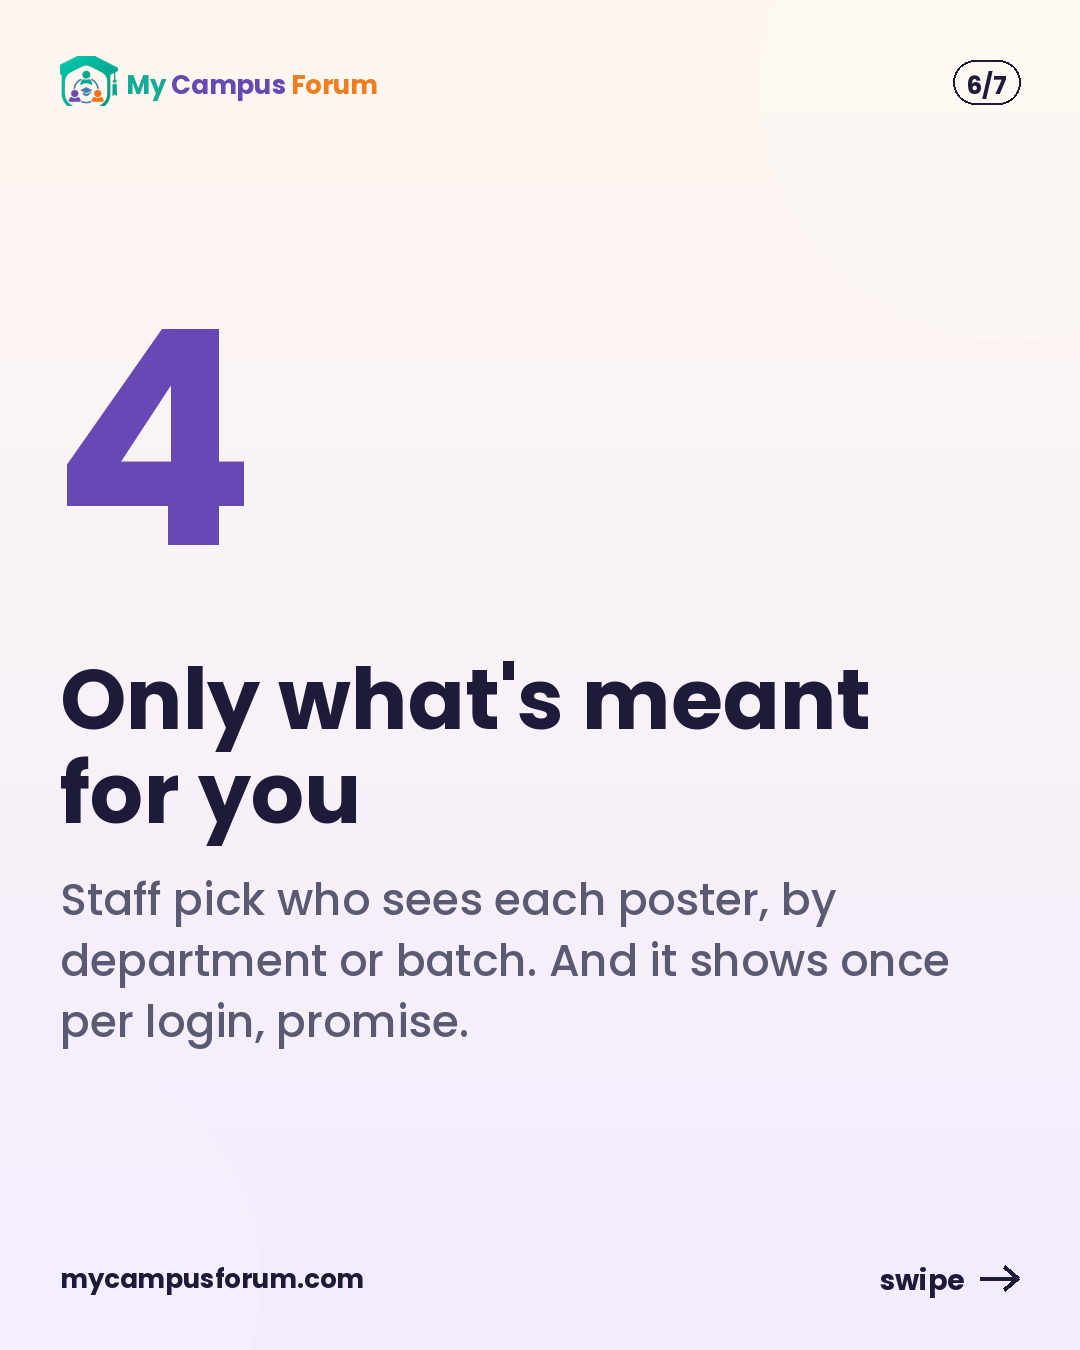 My Campus Forum
6/7
4
Only what's meant
for you
Staff pick who sees each poster, by
department or batch. And it shows once
per login, promise.
mycampusforum.com
swipe →